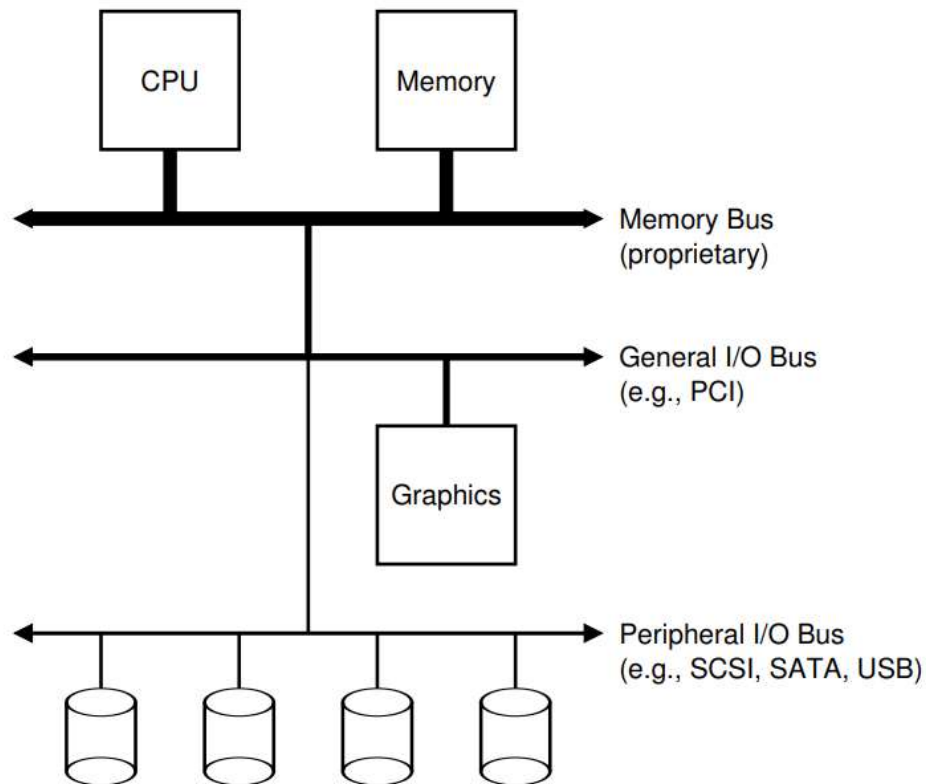 CPU
Memory
Memory Bus
(proprietary)
General I/O Bus
(e.g., PCI)
Graphics
Peripheral I/O Bus
(e.g., SCSI, SATA, USB)